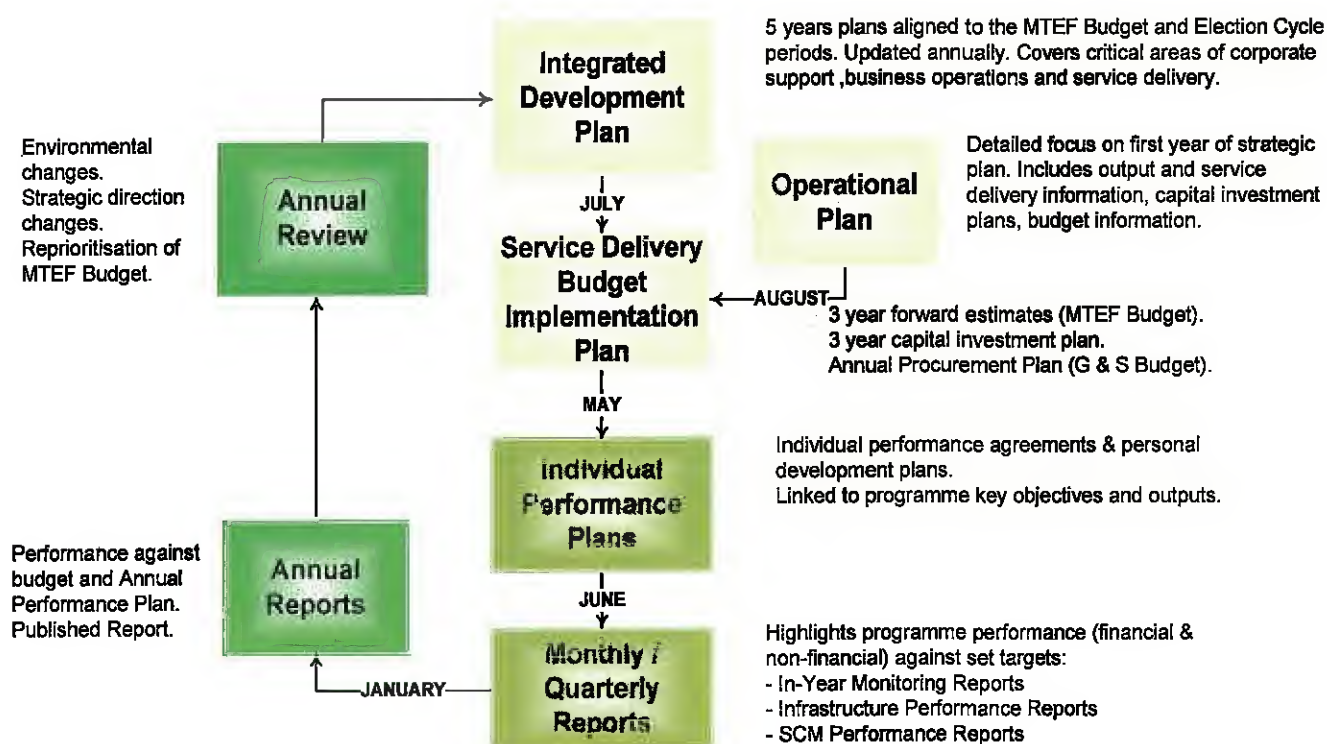 Integrated
Development
Plan
5 years plans aligned to the MTEF Budget and Election Cycle
periods. Updated annually. Covers critical areas of corporate
support ,business operations and service delivery.
Environmental
changes.
Strategic direction
changes.
Reprioritisation of
MTEF Budget.
Annual
Review
JULY
Operational
Plan
Detailed focus on first year of strategic
plan. Includes output and service
delivery information, capital investment
plans, budget information.
Service Delivery
Budget
Implementation
Plan
AUGUST
3 year forward estimates (MTEF Budget).
3 year capital investment plan.
Annual Procurement Plan (G & S Budget).
MAY
Individual
Performance
Plans
Individual performance agreements & personal
development plans.
Linked to programme key objectives and outputs.
Performance against
budget and Annual
Performance Plan.
Published Report.
Annual
Reports
JUNE
Monthly /
Quarterly
Reports
JANUARY
Highlights programme performance (financial &
non-financial) against set targets:
- In-Year Monitoring Reports
- Infrastructure Performance Reports
- SCM Performance Reports